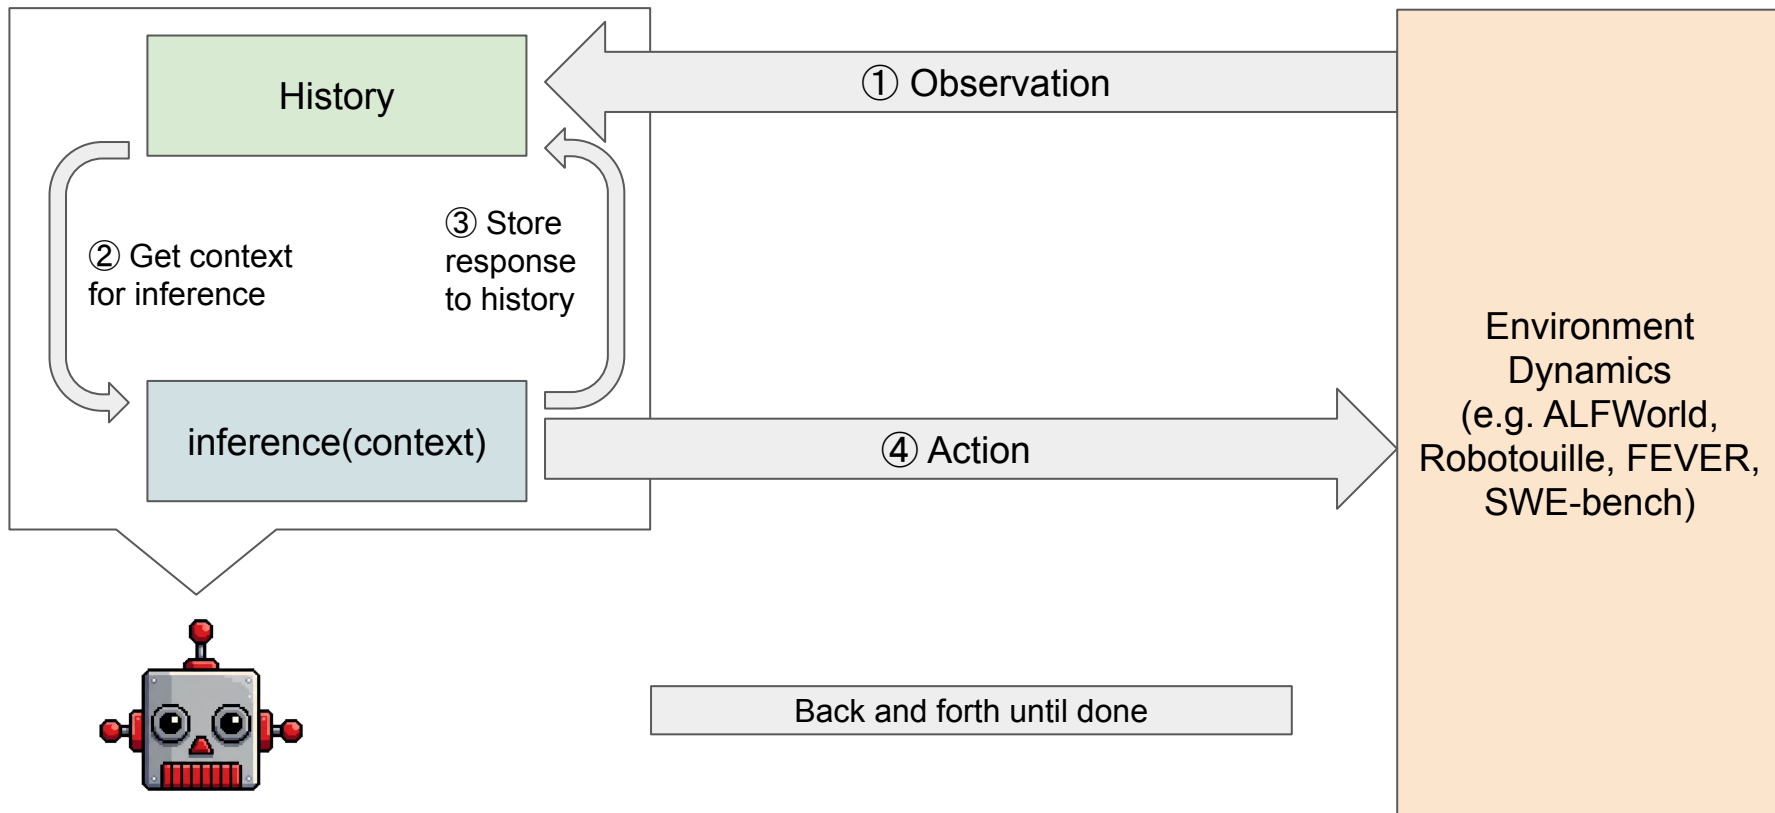 History
① Observation
② Get context
for inference
③ Store
response
to history
inference(context)
④ Action
Environment
Dynamics
(e.g. ALFWorld,
Robotouille, FEVER,
SWE-bench)
Back and forth until done